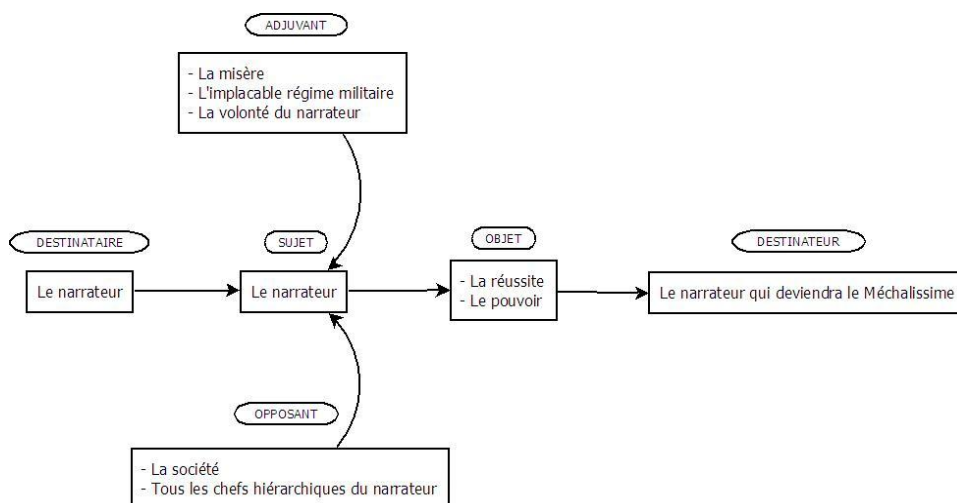 ADJUVANT
- La misère
- L'implacable régime militaire
- La volonté du narrateur
DESTINATAIRE
SUJET
OBJET
DESTINATEUR
Le narrateur
Le narrateur
- La réussite
- Le pouvoir
Le narrateur qui deviendra le Méchalissime
OPPOSANT
- La société
- Tous les chefs hiérarchiques du narrateur